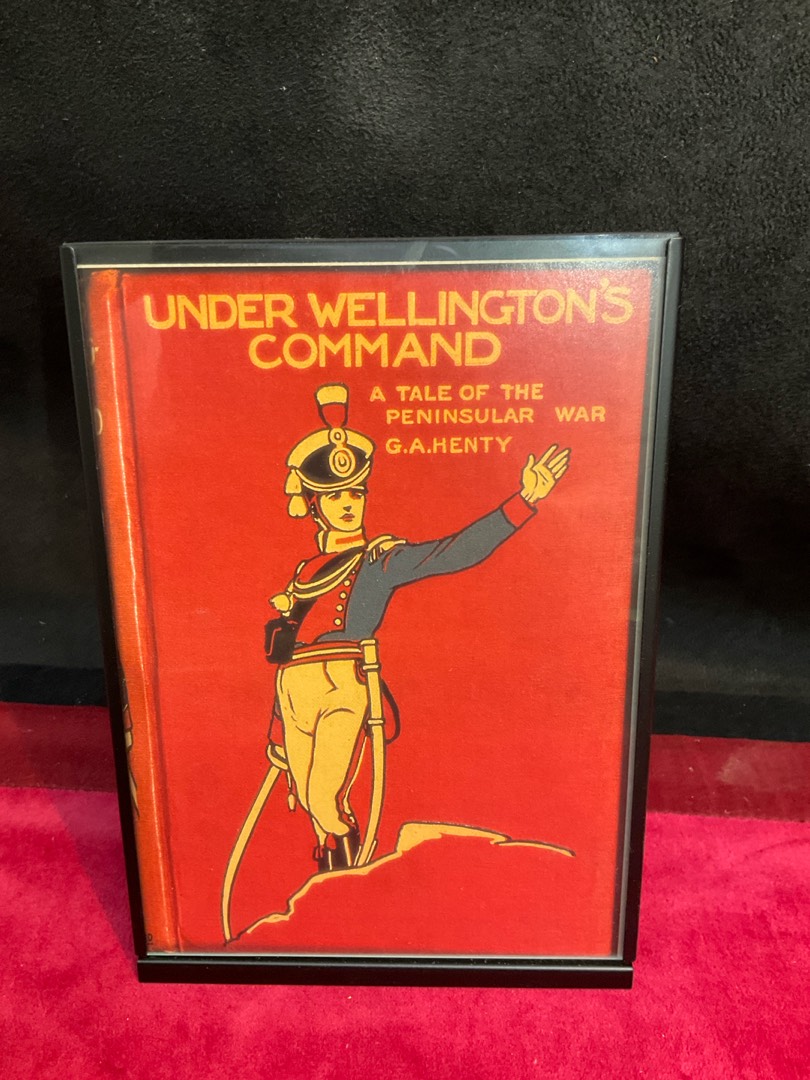 UNDER WELLINGTON'S
COMMAND
A TALE OF THE
PENINSULAR WAR
G.A.HENTY